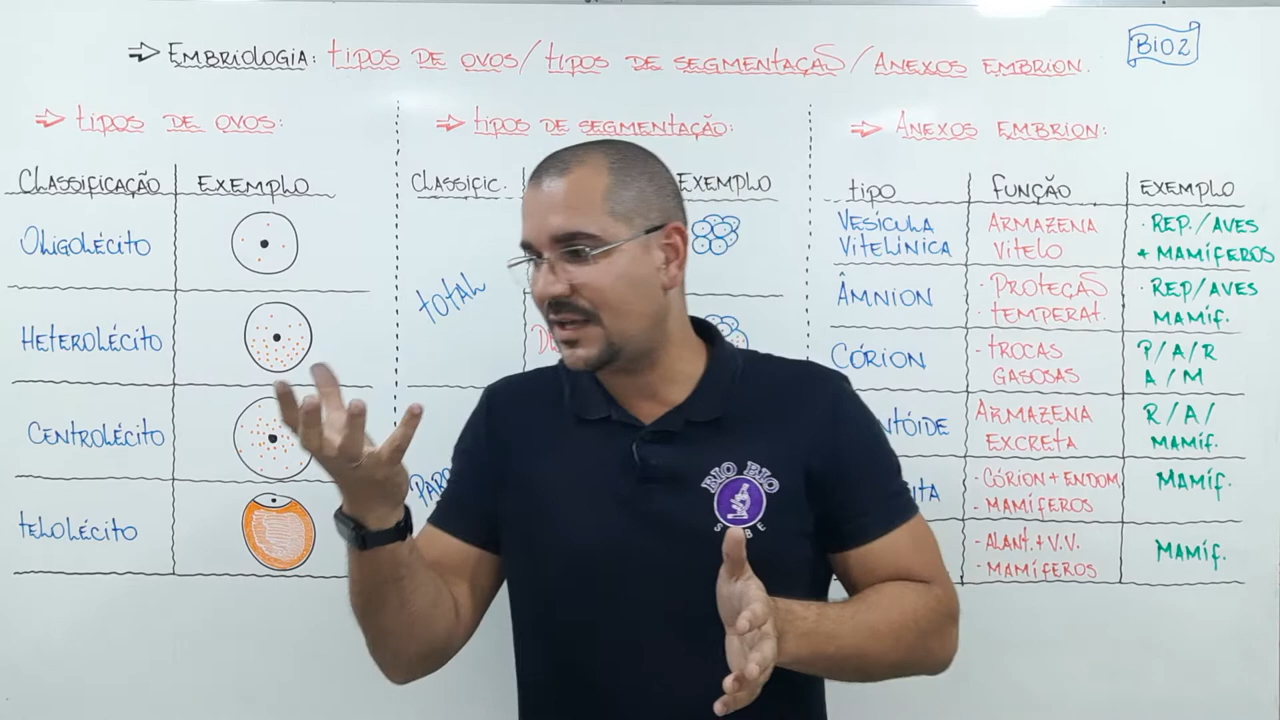 ⇒ EMBRIOLOGIA: TIPOS DE OVOS/TIPOS DE SEGMENTAÇÃO/ANEXOS EMBRION.
BIO2
⇒ TIPOS DE OVOS:
CLASSIFICAÇÃO EXEMPLO
OLIGOLÉCITO
HETEROLÉCITO
CENTROLÉCITO
TELOLÉCITO
⇒ TIPOS DE SEGMENTAÇÃO:
CLASSIFIC. EXEMPLO
TOTAL
⇒ ANEXOS EMBRION:
TIPO FUNÇÃO EXEMPLO
VESÍCULA ARMAZENA · REP./AVES
VITELINICA VITELO * MAMÍFEROS
ÂMNION · PROTEÇÃO · REP/AVES
· TEMPERAT. MAMÍF.
CÓRION - TROCAS P/A/R
GASOSAS A/M
NTÓIDE ARMAZENA R/A/
EXCRETA MAMÍF.
TA - CÓRION + ENDOM MAMÍF.
- MAMÍFEROS
- ALANT. + V.V. MAMÍF.
- MAMÍFEROS
BIO BIO